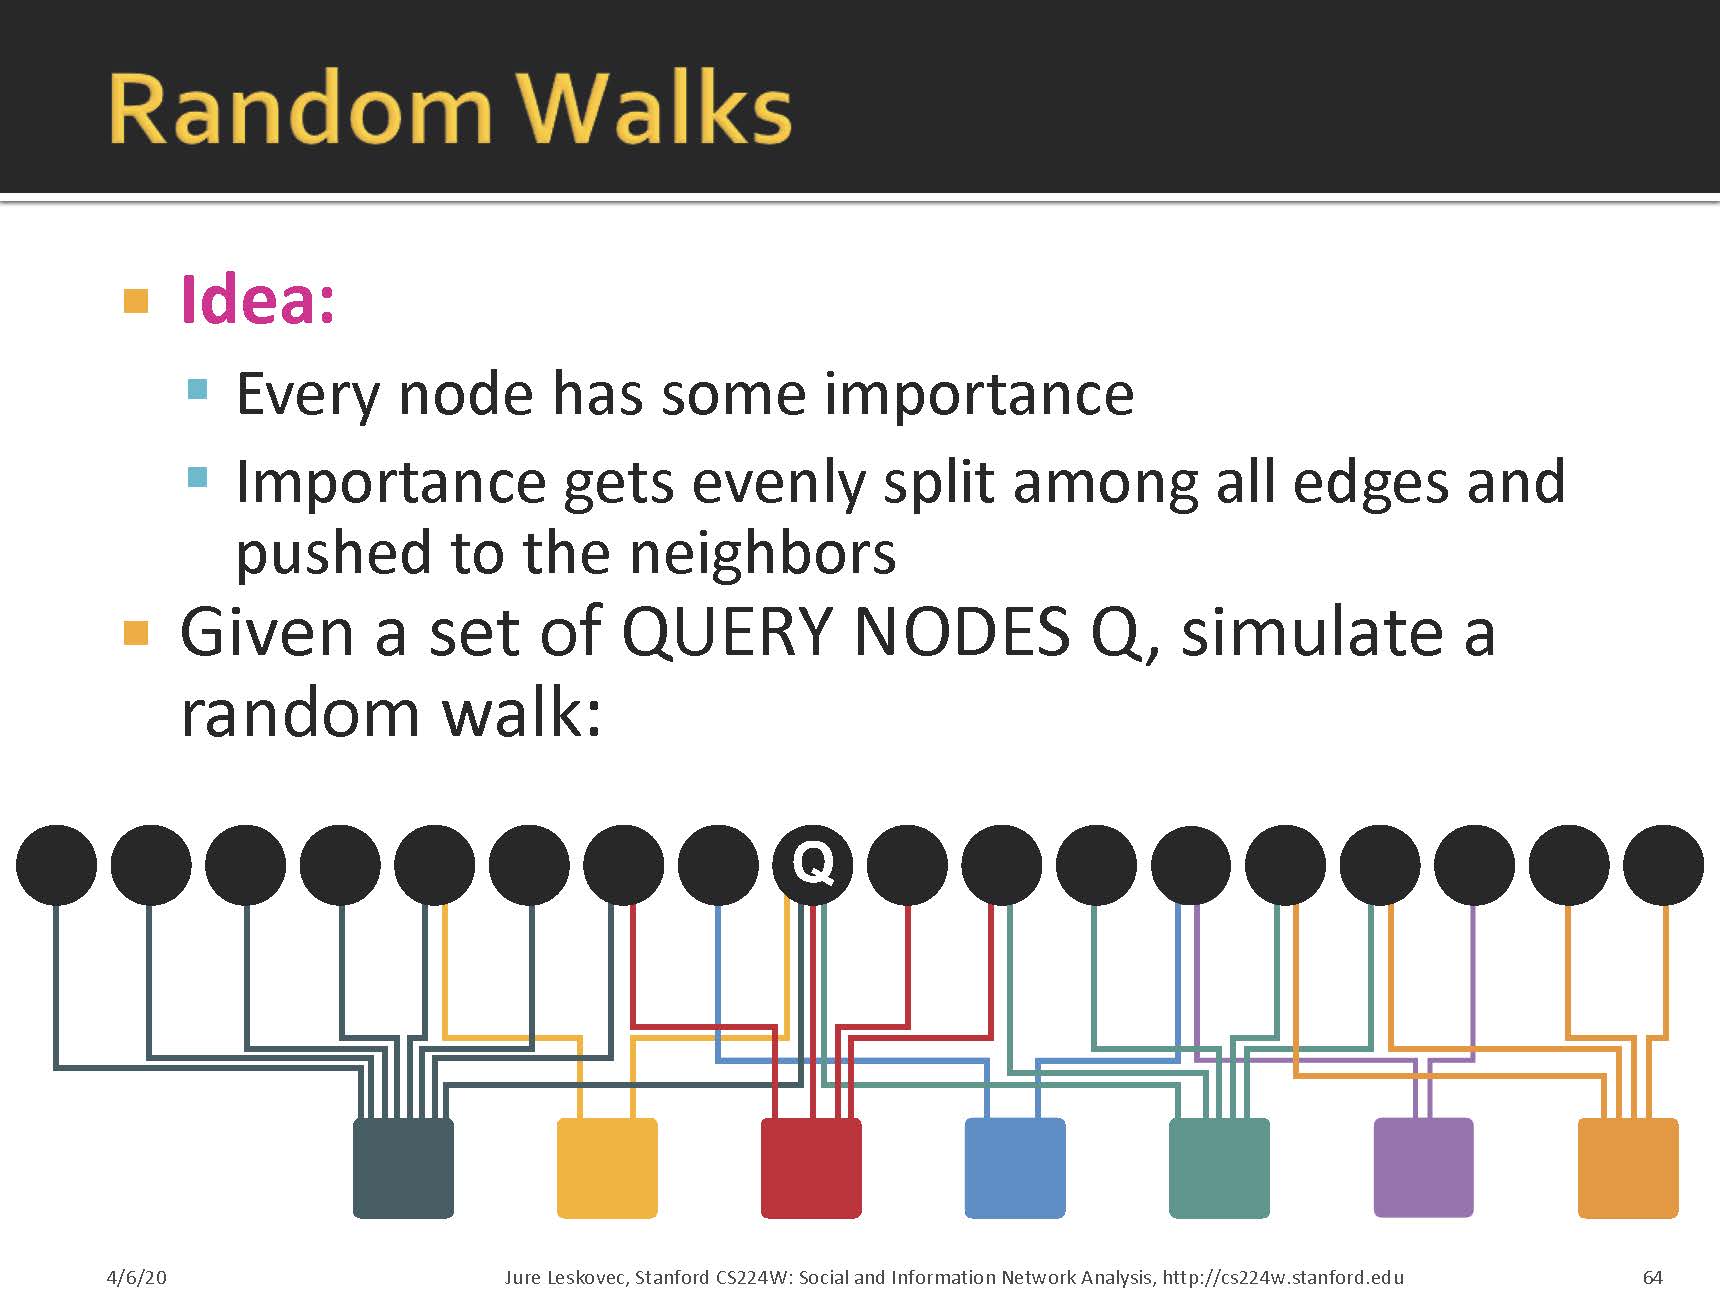 Random Walks
Idea:
Every node has some importance
Importance gets evenly split among all edges and
pushed to the neighbors
Given a set of QUERY NODES Q, simulate a
random walk:
Q
4/6/20
Jure Leskovec, Stanford CS224W: Social and Information Network Analysis, http://cs224w.stanford.edu
64